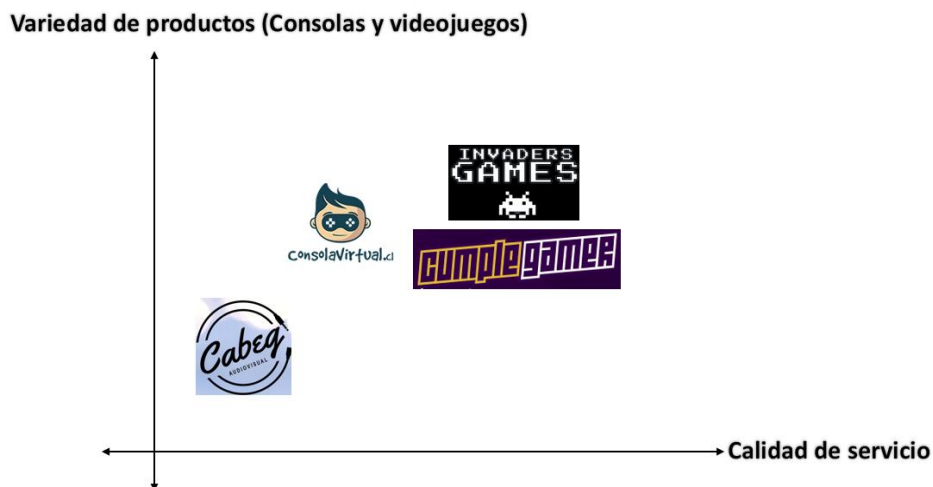 Variedad de productos (Consolas y videojuegos)
INVADERS
GAMES
ConsolaVirtual.cl
cumplegamer
Cabeq
AUDIOVISUAL
Calidad de servicio